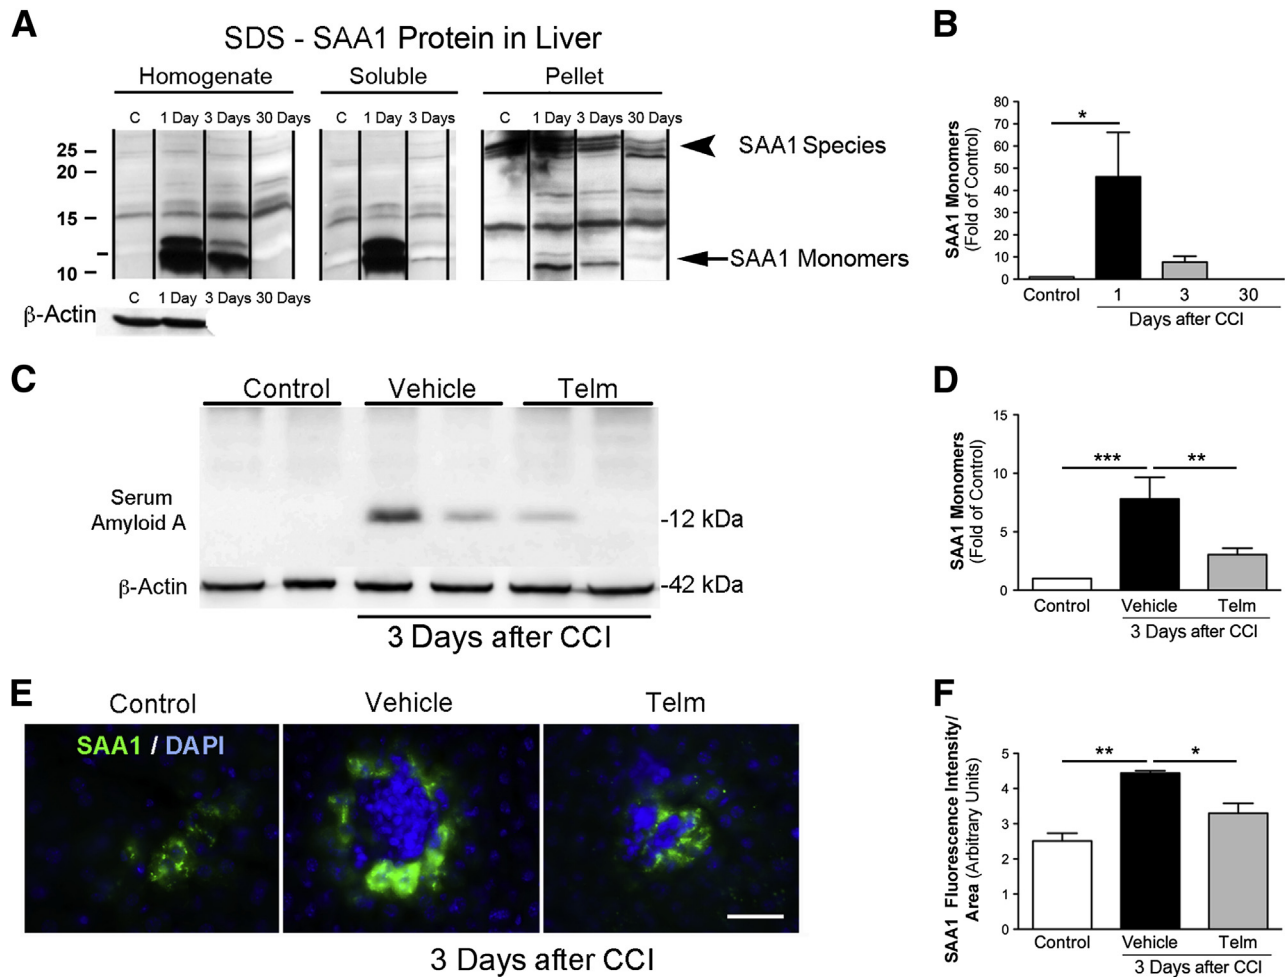 A
SDS - SAA1 Protein in Liver
Homogenate Soluble Pellet
C 1 Day 3 Days 30 Days C 1 Day 3 Days C 1 Day 3 Days 30 Days
25 –
20 –
15 –
–
10 –
SAA1 Species
SAA1 Monomers
C 1 Day 3 Days 30 Days
β-Actin
B
SAA1 Monomers
(Fold of Control)
80
70
60
50
40
30
20
10
0
*
Control 1 3 30
Days after CCI
C
Control Vehicle Telm
Serum
Amyloid A
-12 kDa
β-Actin
-42 kDa
3 Days after CCI
D
SAA1 Monomers
(Fold of Control)
15
10
5
0
*** **
Control Vehicle Telm
3 Days after CCI
E
Control Vehicle Telm
SAA1 / DAPI
3 Days after CCI
F
SAA1 Fluorescence Intensity/
Area (Arbitrary Units)
5
4
3
2
1
0
** *
Control Vehicle Telm
3 Days after CCI